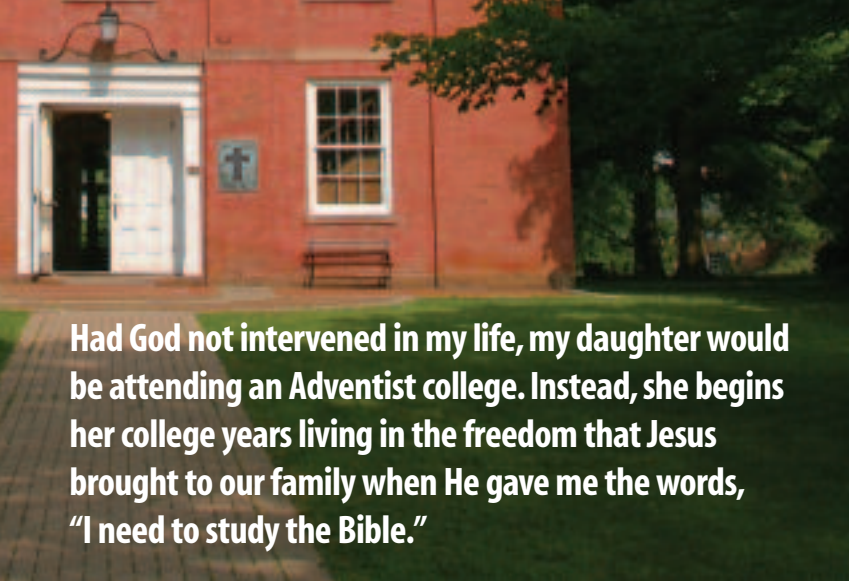 Had God not intervened in my life, my daughter would
be attending an Adventist college. Instead, she begins
her college years living in the freedom that Jesus
brought to our family when He gave me the words,
“I need to study the Bible.”